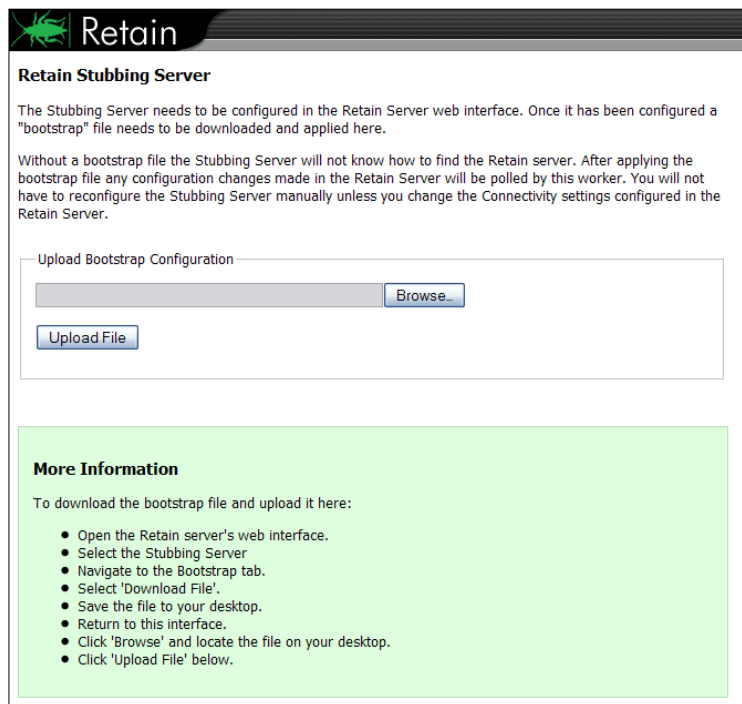 Retain
Retain Stubbing Server
The Stubbing Server needs to be configured in the Retain Server web interface. Once it has been configured a
"bootstrap" file needs to be downloaded and applied here.
Without a bootstrap file the Stubbing Server will not know how to find the Retain server. After applying the
bootstrap file any configuration changes made in the Retain Server will be polled by this worker. You will not
have to reconfigure the Stubbing Server manually unless you change the Connectivity settings configured in the
Retain Server.
Upload Bootstrap Configuration
Browse...
Upload File
More Information
To download the bootstrap file and upload it here:
Open the Retain server's web interface.
Select the Stubbing Server
Navigate to the Bootstrap tab.
Select 'Download File'.
Save the file to your desktop.
Return to this interface.
Click 'Browse' and locate the file on your desktop.
Click 'Upload File' below.